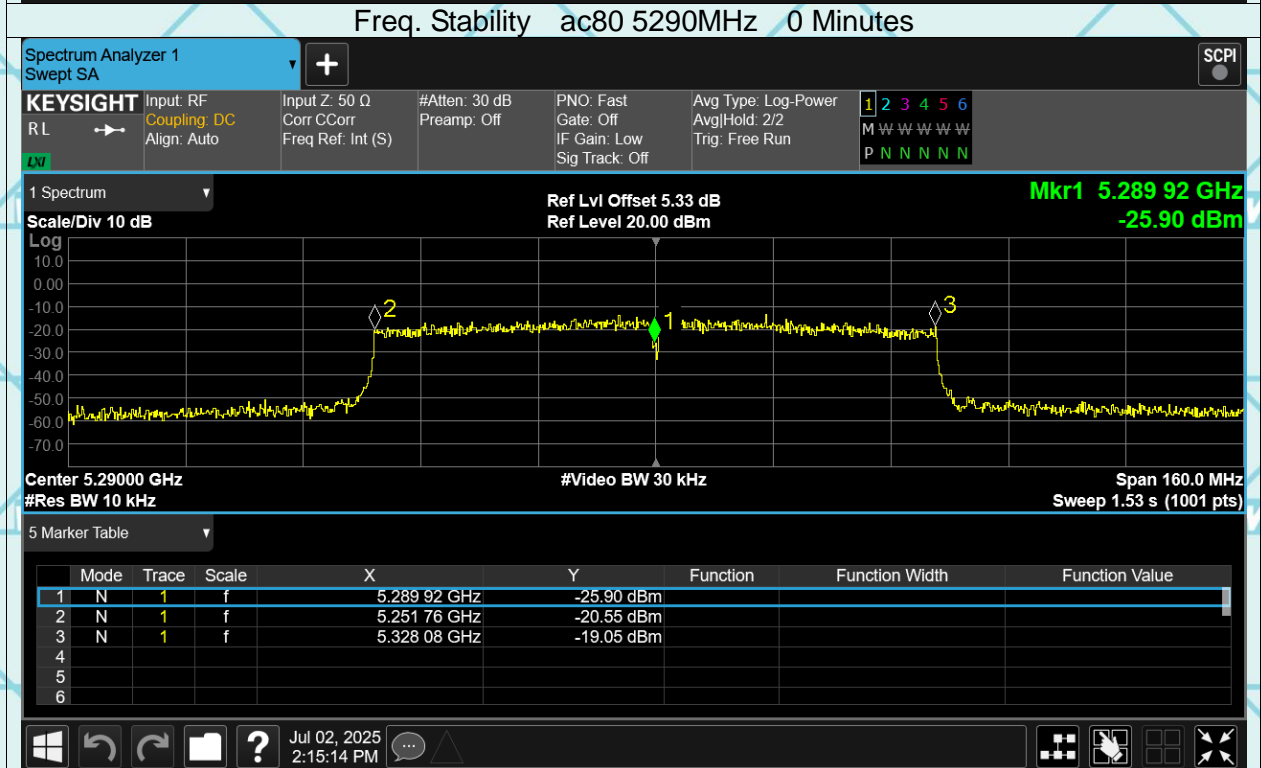 Freq. Stability ac80 5290MHz 0 Minutes
Spectrum Analyzer 1
Swept SA
+
SCPI
KEYSIGHT
RL
LXI
Input: RF
Coupling: DC
Align: Auto
Input Z: 50 Ω
Corr CCorr
Freq Ref: Int (S)
#Atten: 30 dB
Preamp: Off
PNO: Fast
Gate: Off
IF Gain: Low
Sig Track: Off
Avg Type: Log-Power
Avg|Hold: 2/2
Trig: Free Run
1 2 3 4 5 6
M W W W W W
P N N N N N
1 Spectrum
Scale/Div 10 dB
Ref Lvl Offset 5.33 dB
Ref Level 20.00 dBm
Mkr1 5.289 92 GHz
-25.90 dBm
Log
10.0
0.00
-10.0
-20.0
-30.0
-40.0
-50.0
-60.0
-70.0
2
1
3
Center 5.29000 GHz
#Video BW 30 kHz
Span 160.0 MHz
#Res BW 10 kHz
Sweep 1.53 s (1001 pts)
5 Marker Table
Mode Trace Scale X Y Function Function Width Function Value
1 N 1 f 5.289 92 GHz -25.90 dBm
2 N 1 f 5.251 76 GHz -20.55 dBm
3 N 1 f 5.328 08 GHz -19.05 dBm
4
5
6
?
Jul 02, 2025
2:15:14 PM